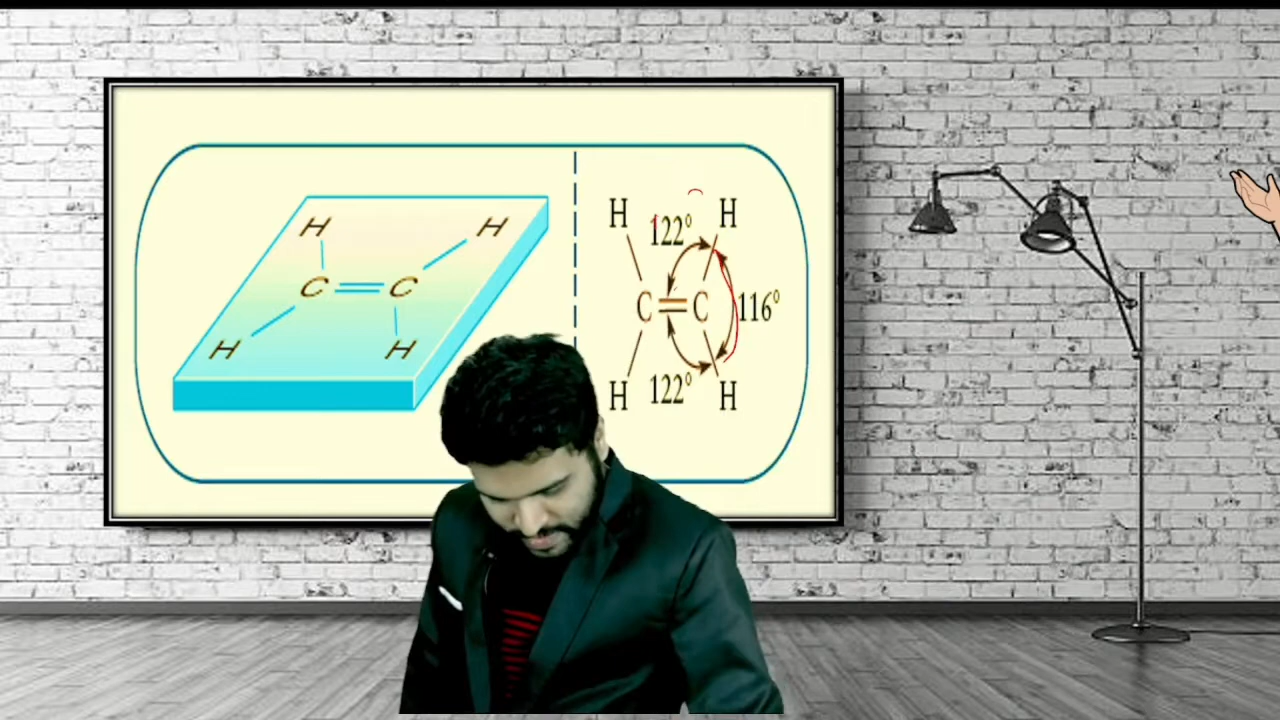 H H
C = C
H H
H 122° H
C = C 116°
H 122° H